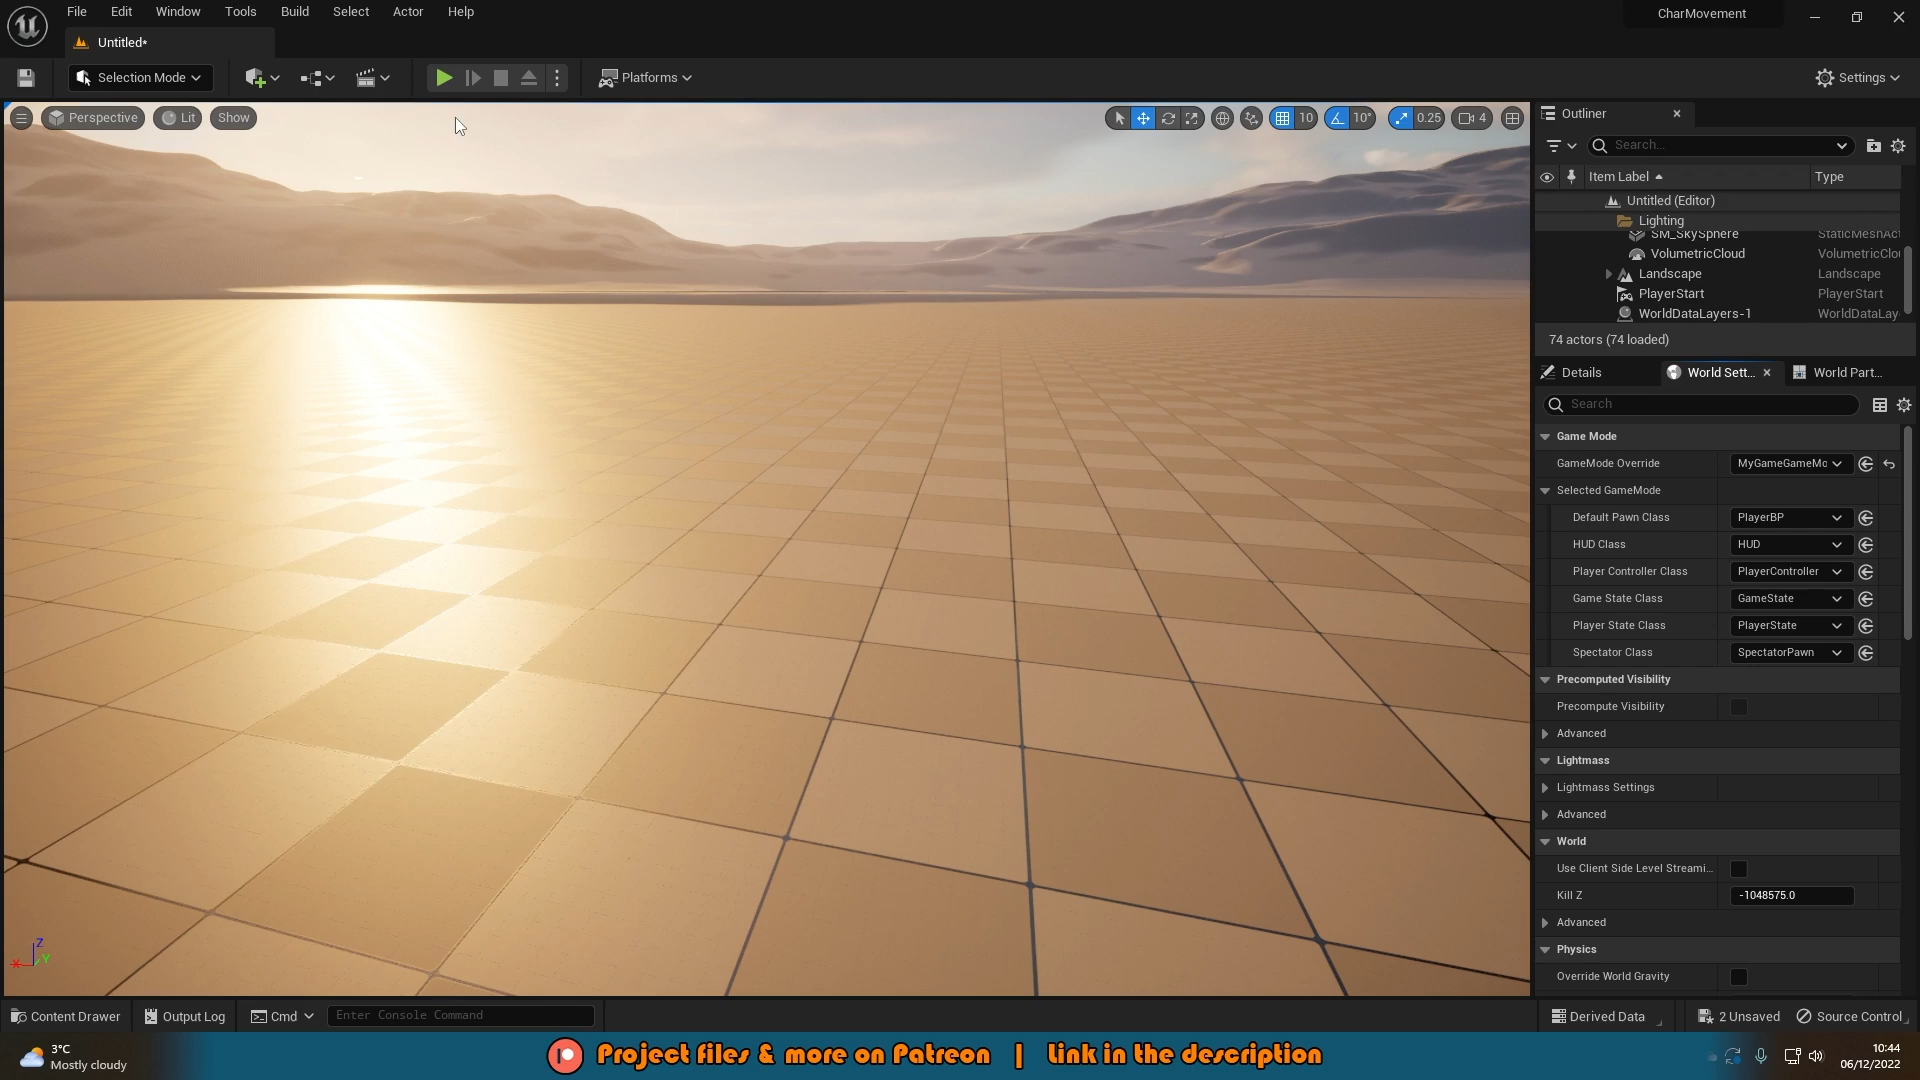 File Edit Window Tools Build Select Actor Help
CharMovement
Untitled*
Selection Mode
Platforms
Settings
Perspective Lit Show
10 10° 0.25 4
Outliner
Search...
Item Label Type
Untitled (Editor)
Lighting
SM_SkySphere StaticMeshAct
VolumetricCloud VolumetricClou
Landscape Landscape
PlayerStart PlayerStart
WorldDataLayers-1 WorldDataLay
74 actors (74 loaded)
Details World Sett... World Part...
Search
Game Mode
GameMode Override MyGameGameMo
Selected GameMode
Default Pawn Class PlayerBP
HUD Class HUD
Player Controller Class PlayerController
Game State Class GameState
Player State Class PlayerState
Spectator Class SpectatorPawn
Precomputed Visibility
Precompute Visibility
Advanced
Lightmass
Lightmass Settings
Advanced
World
Use Client Side Level Streami...
Kill Z -1048575.0
Advanced
Physics
Override World Gravity
Z
X Y
Content Drawer Output Log Cmd Enter Console Command
Derived Data 2 Unsaved Source Control
3°C
Mostly cloudy
Project files & more on Patreon | Link in the description
10:44
06/12/2022